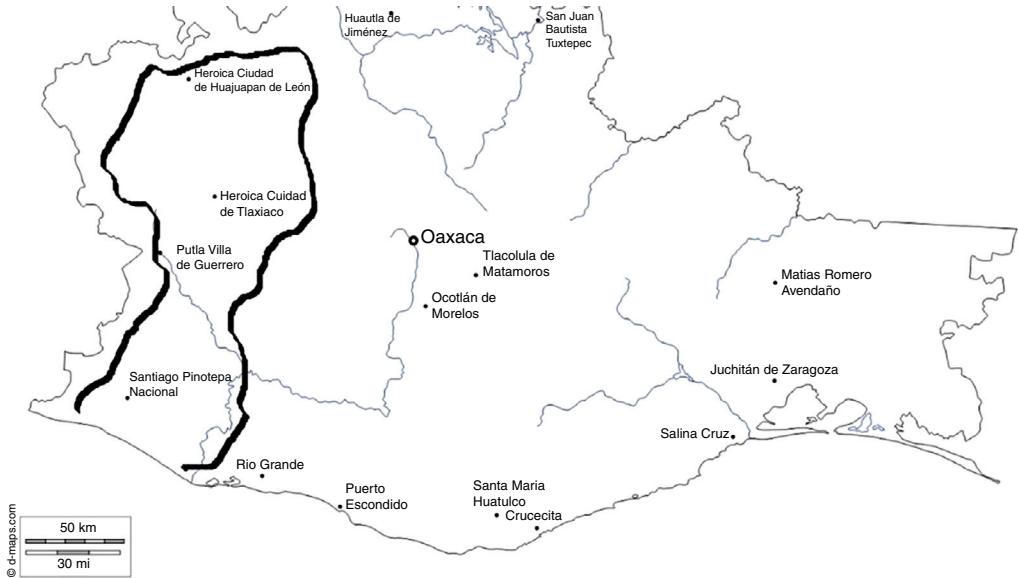 Huautla de
Jiménez
San Juan
Bautista
Tuxtepec
Heroica Ciudad
de Huajuapan de León
Heroica Cuidad
de Tlaxiaco
Oaxaca
Putla Villa
de Guerrero
Tlacolula de
Matamoros
Matias Romero
Avendaño
Ocotlán de
Morelos
Santiago Pinotepa
Nacional
Juchitán de Zaragoza
Salina Cruz
Rio Grande
Puerto
Escondido
Santa Maria
Huatulco
Crucecita
50 km
30 mi
© d-maps.com